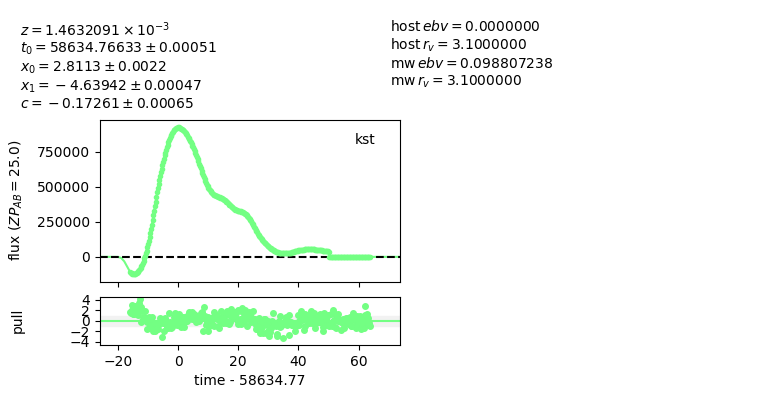 z = 1.4632091 × 10⁻³
t₀ = 58634.76633 ± 0.00051
x₀ = 2.8113 ± 0.0022
x₁ = −4.63942 ± 0.00047
c = −0.17261 ± 0.00065
host ebv = 0.0000000
host r_v = 3.1000000
mw ebv = 0.098807238
mw r_v = 3.1000000
kst
flux (ZP_AB = 25.0)
750000
500000
250000
0
pull
4
2
0
−2
−4
−20 0 20 40 60
time - 58634.77